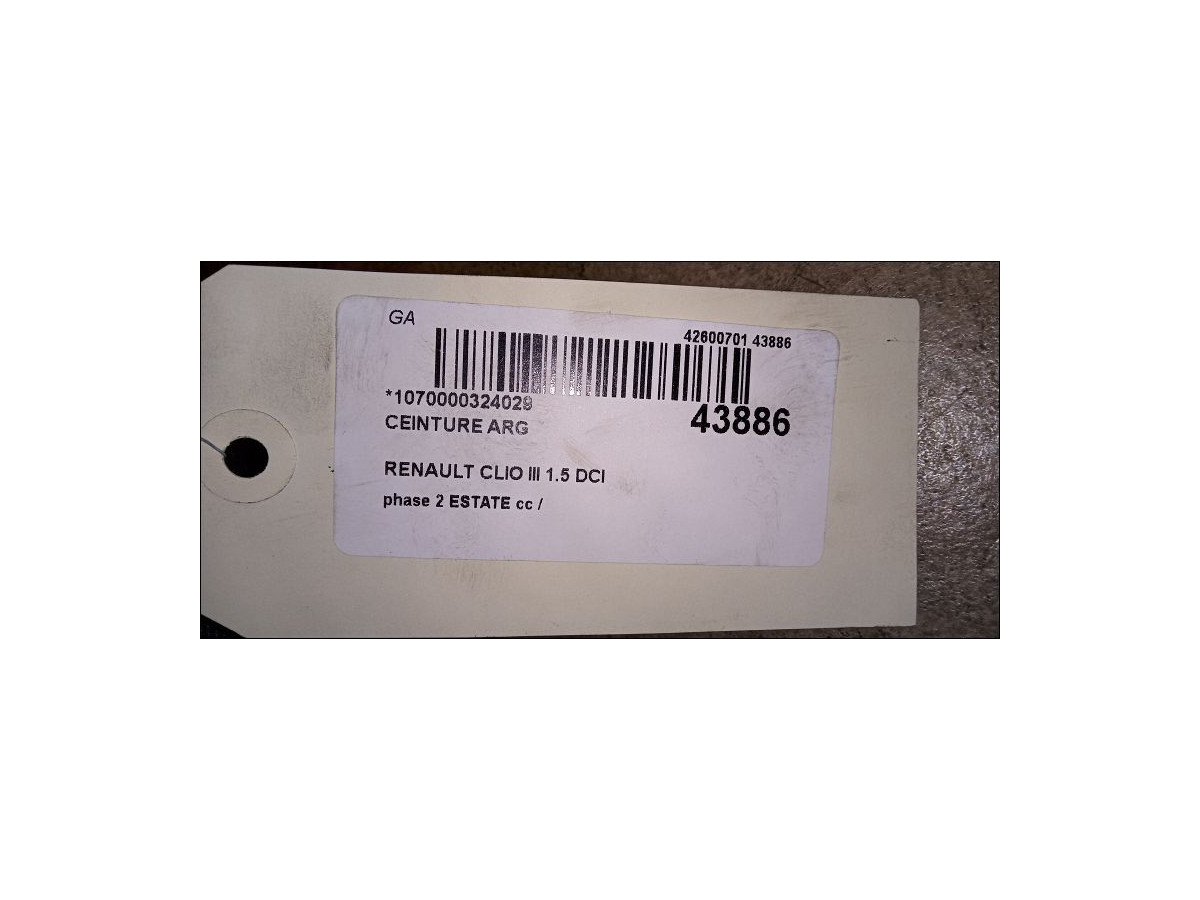 GA
42600701 43886
*1070000324029
43886
CEINTURE ARG
RENAULT CLIO III 1.5 DCI
phase 2 ESTATE cc /